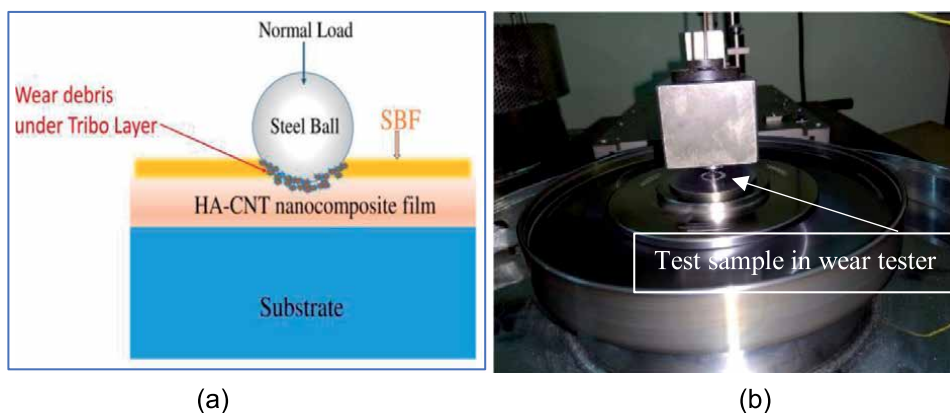 Normal Load
Wear debris
under Tribo Layer
Steel Ball
SBF
HA-CNT nanocomposite film
Substrate
Test sample in wear tester
(a)
(b)